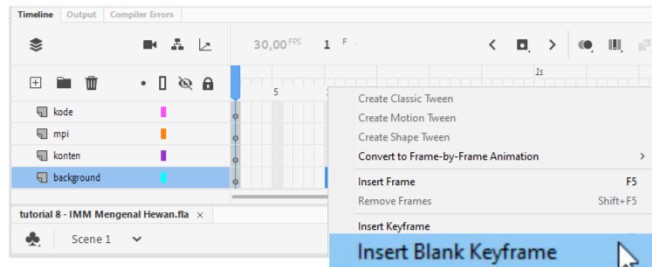 Timeline Output Compiler Errors
30,00 FPS 1 F
1s
5
kode
mpi
konten
background
Create Classic Tween
Create Motion Tween
Create Shape Tween
Convert to Frame-by-Frame Animation
Insert Frame F5
Remove Frames Shift+F5
Insert Keyframe
Insert Blank Keyframe
tutorial 8 - IMM Mengenal Hewan.fla ×
Scene 1